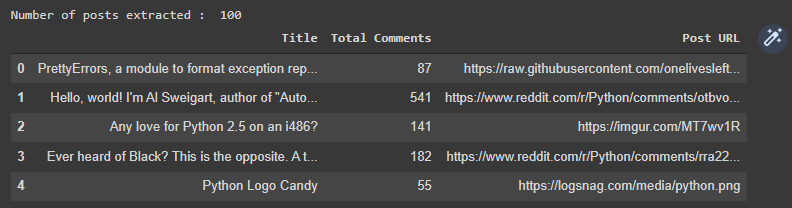 Number of posts extracted :  100
Title Total Comments Post URL
0 PrettyErrors, a module to format exception rep... 87 https://raw.githubusercontent.com/onelivesleft...
1 Hello, world! I'm Al Sweigart, author of "Auto... 541 https://www.reddit.com/r/Python/comments/otbvo...
2 Any love for Python 2.5 on an i486? 141 https://imgur.com/MT7wv1R
3 Ever heard of Black? This is the opposite. A t... 182 https://www.reddit.com/r/Python/comments/rra22...
4 Python Logo Candy 55 https://logsnag.com/media/python.png